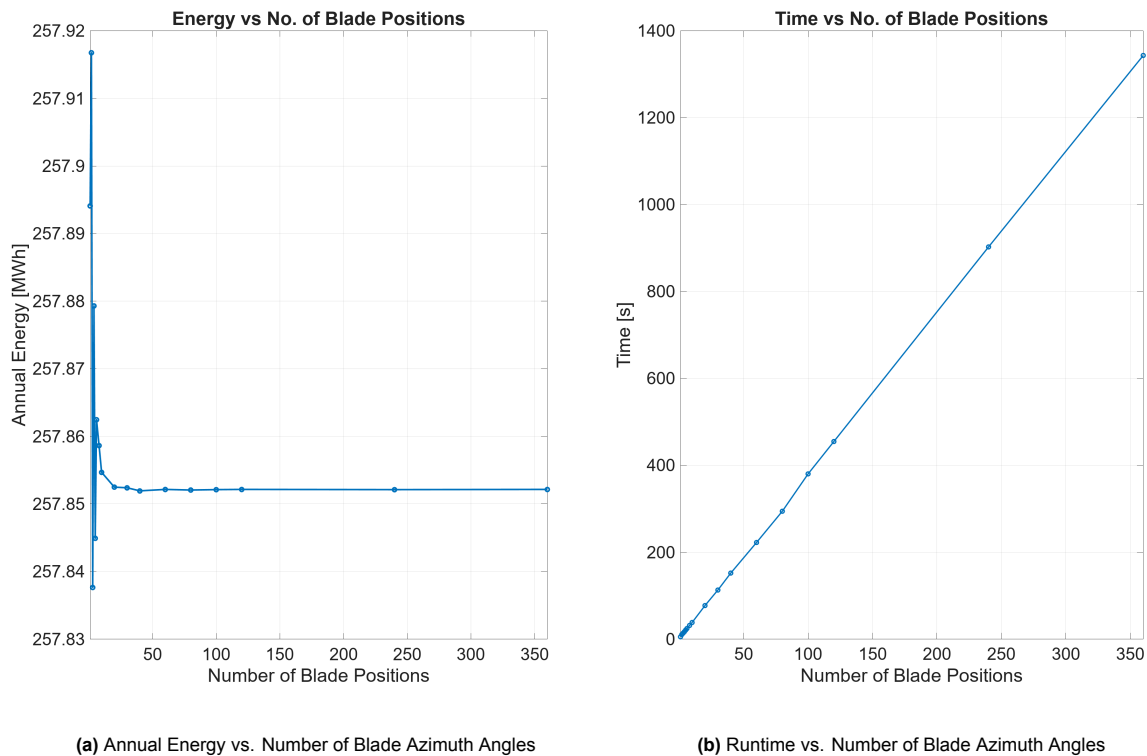 Energy vs No. of Blade Positions
257.92
257.91
257.9
257.89
257.88
257.87
257.86
257.85
257.84
257.83
Annual Energy [MWh]
50 100 150 200 250 300 350
Number of Blade Positions
(a) Annual Energy vs. Number of Blade Azimuth Angles
Time vs No. of Blade Positions
1400
1200
1000
800
600
400
200
0
Time [s]
50 100 150 200 250 300 350
Number of Blade Positions
(b) Runtime vs. Number of Blade Azimuth Angles